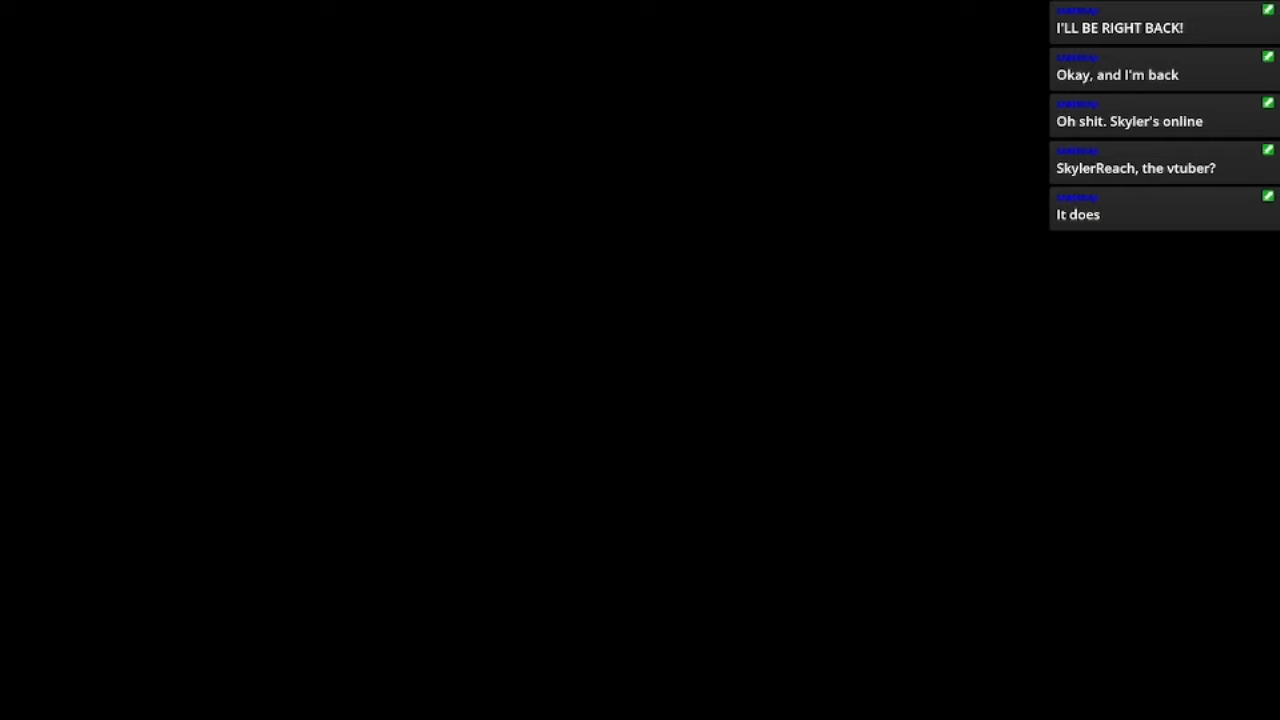 I'LL BE RIGHT BACK!
Okay, and I'm back
Oh shit. Skyler's online
SkylerReach, the vtuber?
It does